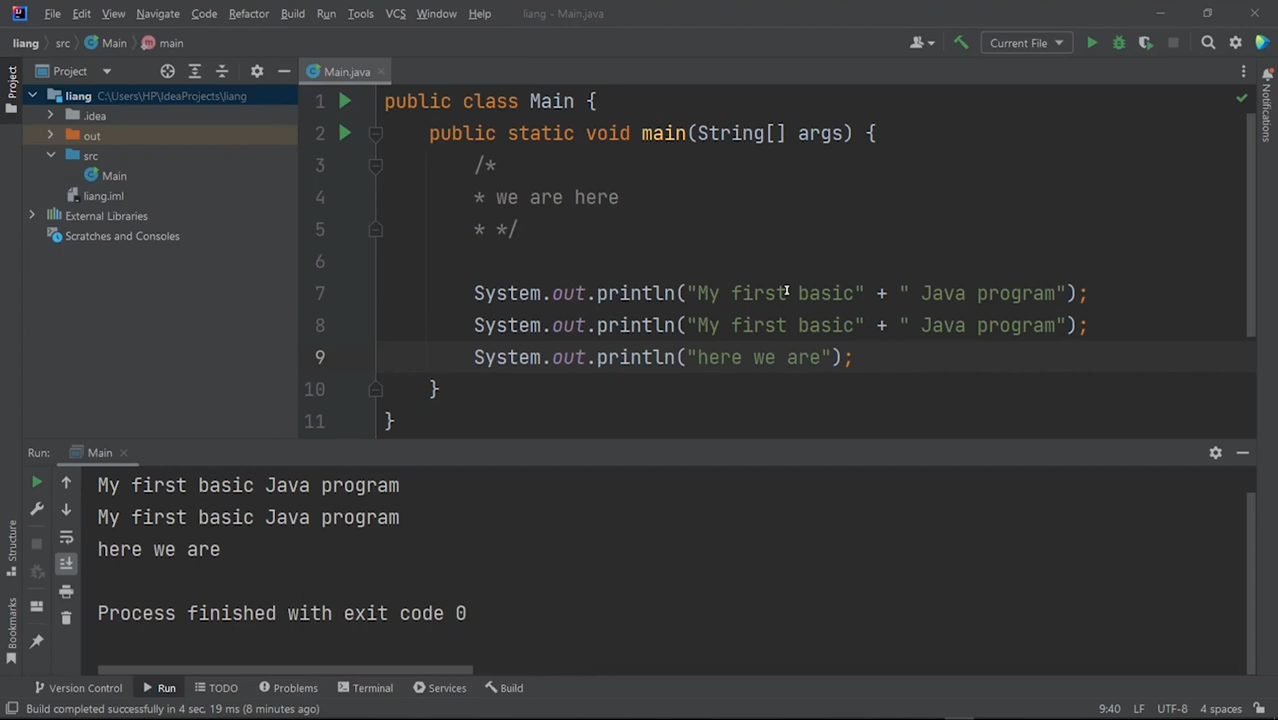 File Edit View Navigate Code Refactor Build Run Tools VCS Window Help liang - Main.java
liang src Main main Current File
Project Main.java
liang C:\Users\HP\IdeaProjects\liang
.idea
out
src
Main
liang.iml
External Libraries
Scratches and Consoles
Project
Notifications
1 public class Main {
2 public static void main(String[] args) {
3 /*
4 * we are here
5 * */
6
7 System.out.println("My first basic" + " Java program");
8 System.out.println("My first basic" + " Java program");
9 System.out.println("here we are");
10 }
11 }
Run: Main
My first basic Java program
My first basic Java program
here we are
Process finished with exit code 0
Structure
Bookmarks
Version Control Run TODO Problems Terminal Services Build
Build completed successfully in 4 sec, 19 ms (8 minutes ago) 9:40 LF UTF-8 4 spaces